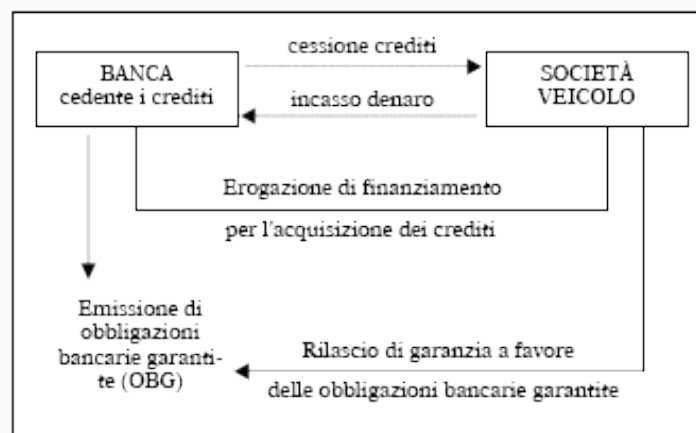 cessione crediti
BANCA
cedente i crediti
SOCIETÀ
VEICOLO
incasso denaro
Erogazione di finanziamento
per l'acquisizione dei crediti
Emissione di
obbligazioni
bancarie garanti-
te (OBG)
Rilascio di garanzia a favore
delle obbligazioni bancarie garantite